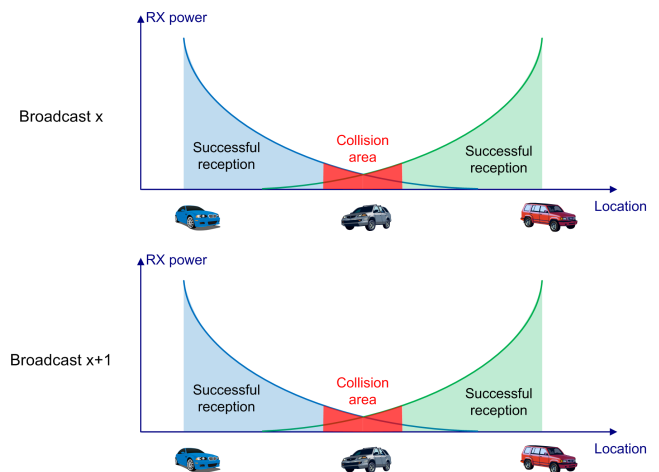 RX power
Broadcast x
Successful
reception
Collision
area
Successful
reception
Location
RX power
Broadcast x+1
Successful
reception
Collision
area
Successful
reception
Location